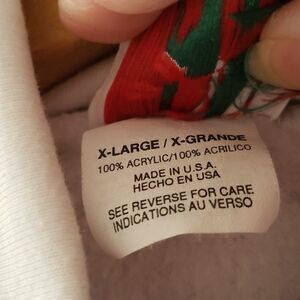 X-LARGE / X-GRANDE
100% ACRYLIC/100% ACRILICO
MADE IN U.S.A.
HECHO EN USA
SEE REVERSE FOR CARE
INDICATIONS AU VERSO